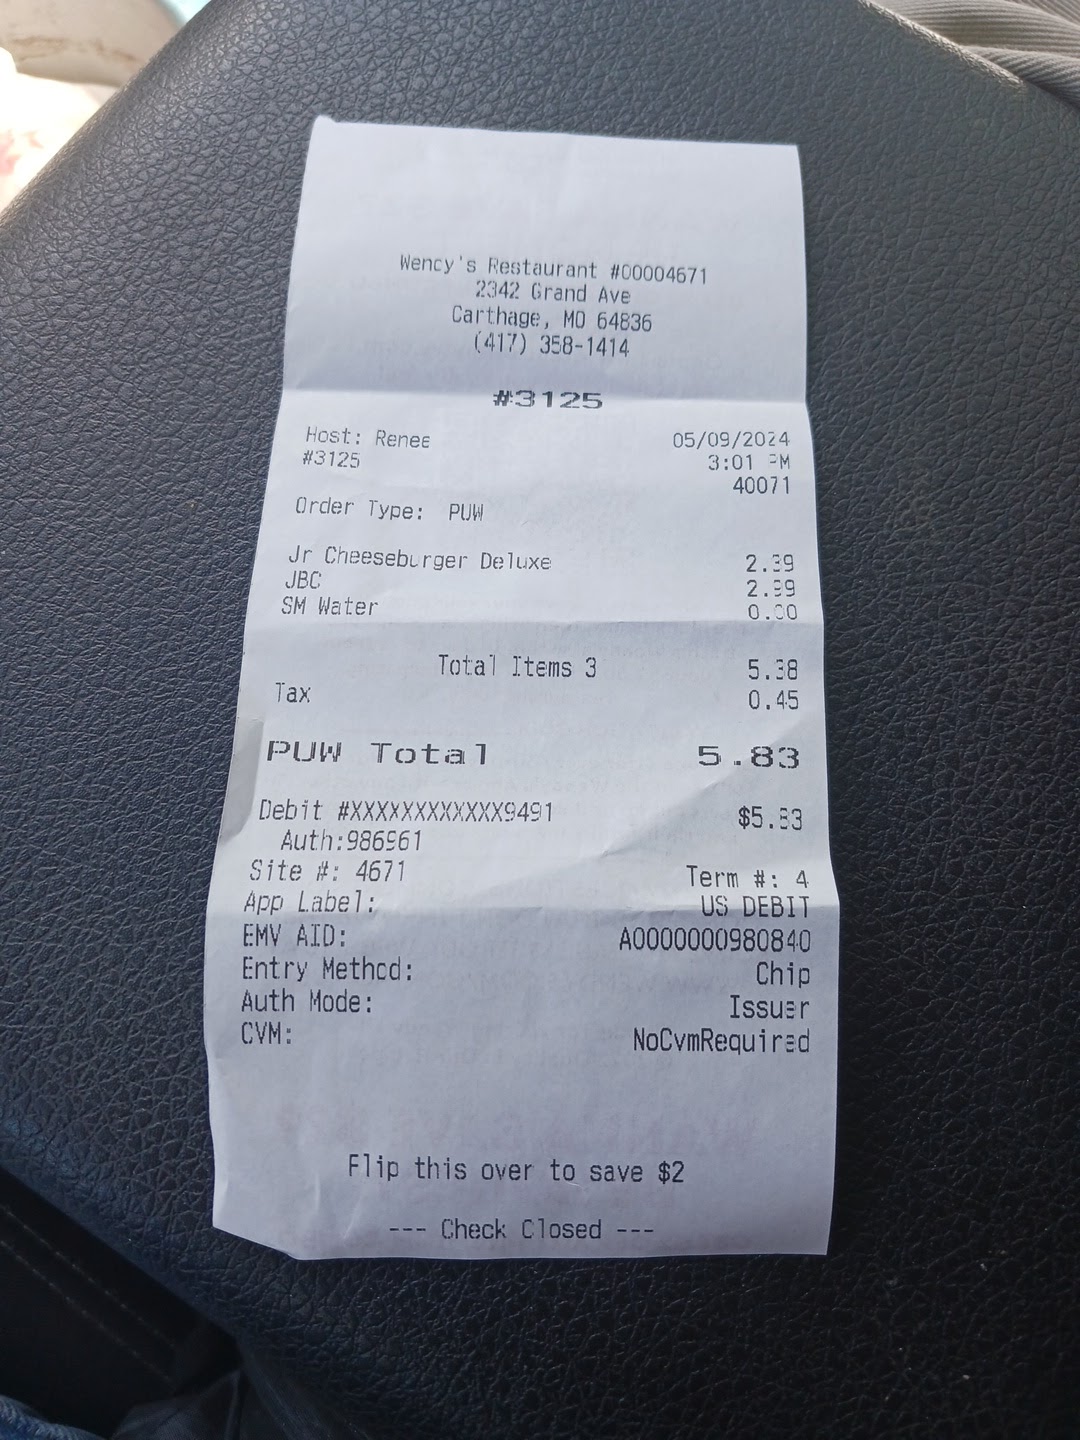 Wendy's Restaurant #00004671
2342 Grand Ave
Carthage, MO 64836
(417) 358-1414
#3125
Host: Renee 05/09/2024
#3125 3:01 PM
40071
Order Type: PUW
Jr Cheeseburger Deluxe 2.39
JBC 2.99
SM Water 0.00
Total Items 3 5.38
Tax 0.45
PUW Total 5.83
Debit #XXXXXXXXXXXX9491 $5.83
Auth:986961
Site #: 4671 Term #: 4
App Label: US DEBIT
EMV AID: A0000000980840
Entry Method: Chip
Auth Mode: Issuer
CVM: NoCvmRequired
Flip this over to save $2
--- Check Closed ---